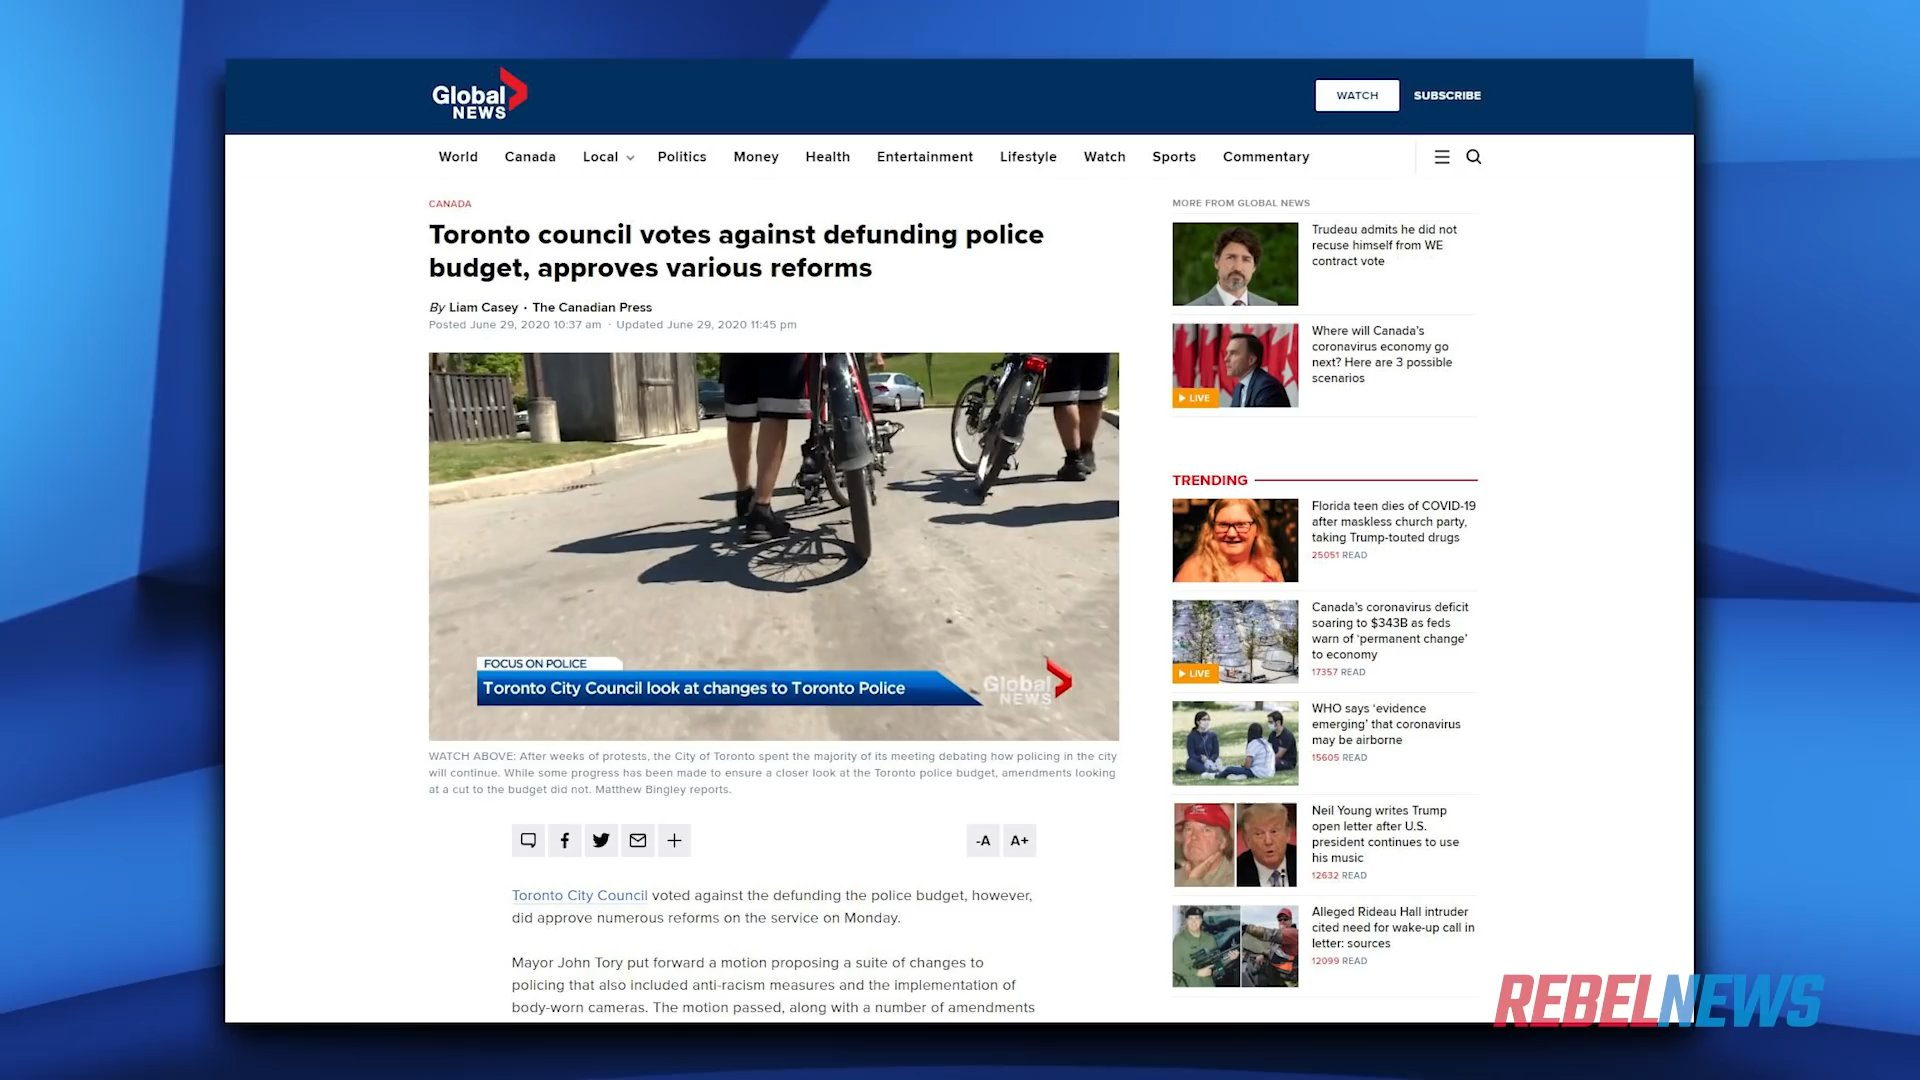 Global
NEWS
WATCH
SUBSCRIBE
World
Canada
Local
Politics
Money
Health
Entertainment
Lifestyle
Watch
Sports
Commentary
CANADA
Toronto council votes against defunding police
budget, approves various reforms
By Liam Casey · The Canadian Press
Posted June 29, 2020 10:37 am · Updated June 29, 2020 11:45 pm
FOCUS ON POLICE
Toronto City Council look at changes to Toronto Police
Global
NEWS
WATCH ABOVE: After weeks of protests, the City of Toronto spent the majority of its meeting debating how policing in the city
will continue. While some progress has been made to ensure a closer look at the Toronto police budget, amendments looking
at a cut to the budget did not. Matthew Bingley reports.
-A
A+
Toronto City Council voted against the defunding the police budget, however,
did approve numerous reforms on the service on Monday.
Mayor John Tory put forward a motion proposing a suite of changes to
policing that also included anti-racism measures and the implementation of
body-worn cameras. The motion passed, along with a number of amendments
MORE FROM GLOBAL NEWS
Trudeau admits he did not
recuse himself from WE
contract vote
Where will Canada's
coronavirus economy go
next? Here are 3 possible
scenarios
LIVE
TRENDING
Florida teen dies of COVID-19
after maskless church party,
taking Trump-touted drugs
25051 READ
Canada's coronavirus deficit
soaring to $343B as feds
warn of 'permanent change'
to economy
17357 READ
LIVE
WHO says 'evidence
emerging' that coronavirus
may be airborne
15605 READ
Neil Young writes Trump
open letter after U.S.
president continues to use
his music
12632 READ
Alleged Rideau Hall intruder
cited need for wake-up call in
letter: sources
12099 READ
REBELNEWS